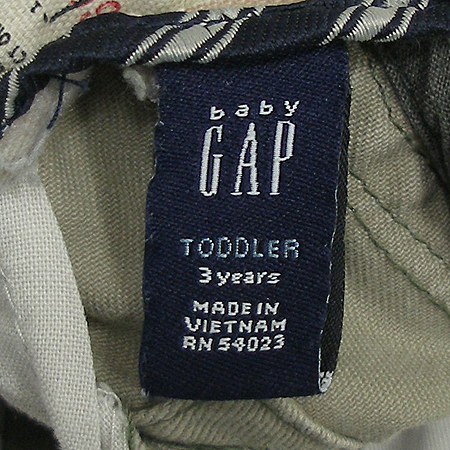 baby
GAP
TODDLER
3 years
MADE IN
VIETNAM
RN 54023